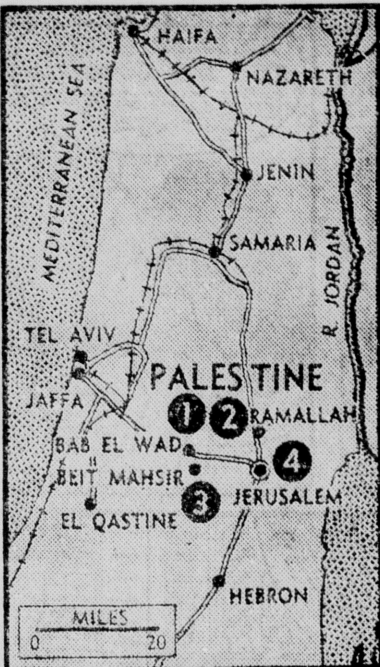 HAIFA
NAZARETH
MEDITERRANEAN SEA
JENIN
SAMARIA
R. JORDAN
TEL AVIV
PALESTINE
JAFFA
1 2 RAMALLAH
BAB EL WAD
4
BEIT MAHSIR
3 JERUSALEM
EL QASTINE
HEBRON
MILES
0 20